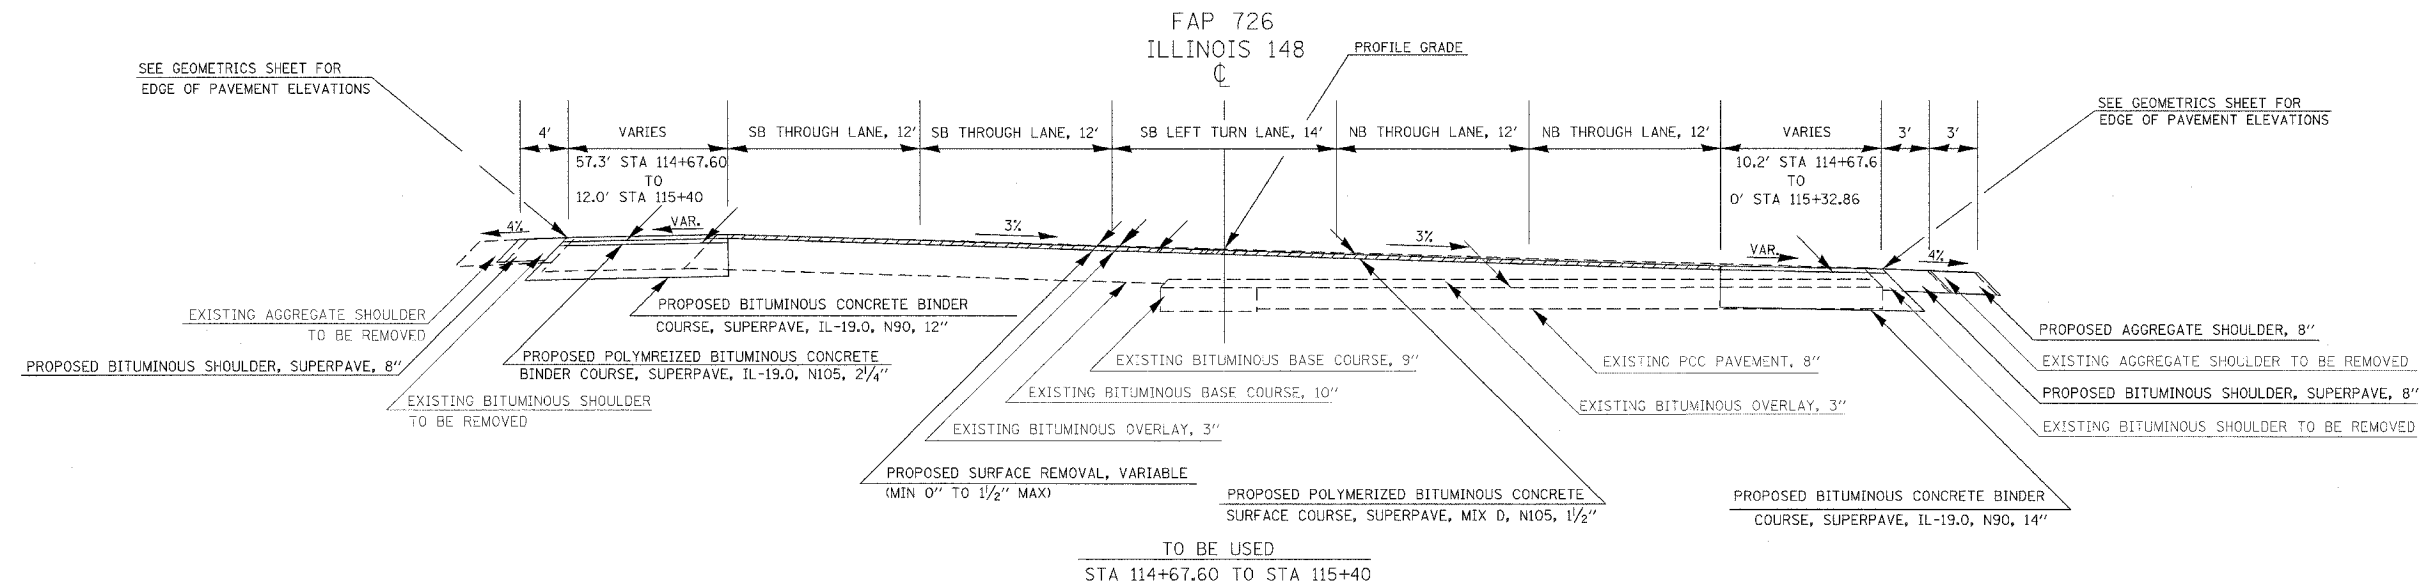 FAP 726
ILLINOIS 148
℄
PROFILE GRADE
SEE GEOMETRICS SHEET FOR
EDGE OF PAVEMENT ELEVATIONS
SEE GEOMETRICS SHEET FOR
EDGE OF PAVEMENT ELEVATIONS
4'
VARIES
SB THROUGH LANE, 12'
SB THROUGH LANE, 12'
SB LEFT TURN LANE, 14'
NB THROUGH LANE, 12'
NB THROUGH LANE, 12'
VARIES
3'
3'
57.3' STA 114+67.60
TO
12.0' STA 115+40
10.2' STA 114+67.6
TO
0' STA 115+32.86
4%
VAR.
3%
3%
VAR.
4%
EXISTING AGGREGATE SHOULDER
TO BE REMOVED
PROPOSED BITUMINOUS SHOULDER, SUPERPAVE, 8"
EXISTING BITUMINOUS SHOULDER
TO BE REMOVED
PROPOSED BITUMINOUS CONCRETE BINDER
COURSE, SUPERPAVE, IL-19.0, N90, 12"
PROPOSED POLYMREIZED BITUMINOUS CONCRETE
BINDER COURSE, SUPERPAVE, IL-19.0, N105, 2 1/4"
EXISTING BITUMINOUS BASE COURSE, 9"
EXISTING BITUMINOUS BASE COURSE, 10"
EXISTING BITUMINOUS OVERLAY, 3"
PROPOSED SURFACE REMOVAL, VARIABLE
(MIN 0" TO 1 1/2" MAX)
EXISTING PCC PAVEMENT, 8"
EXISTING BITUMINOUS OVERLAY, 3"
PROPOSED POLYMERIZED BITUMINOUS CONCRETE
SURFACE COURSE, SUPERPAVE, MIX D, N105, 1 1/2"
PROPOSED BITUMINOUS CONCRETE BINDER
COURSE, SUPERPAVE, IL-19.0, N90, 14"
PROPOSED AGGREGATE SHOULDER, 8"
EXISTING AGGREGATE SHOULDER TO BE REMOVED
PROPOSED BITUMINOUS SHOULDER, SUPERPAVE, 8"
EXISTING BITUMINOUS SHOULDER TO BE REMOVED
TO BE USED
STA 114+67.60 TO STA 115+40